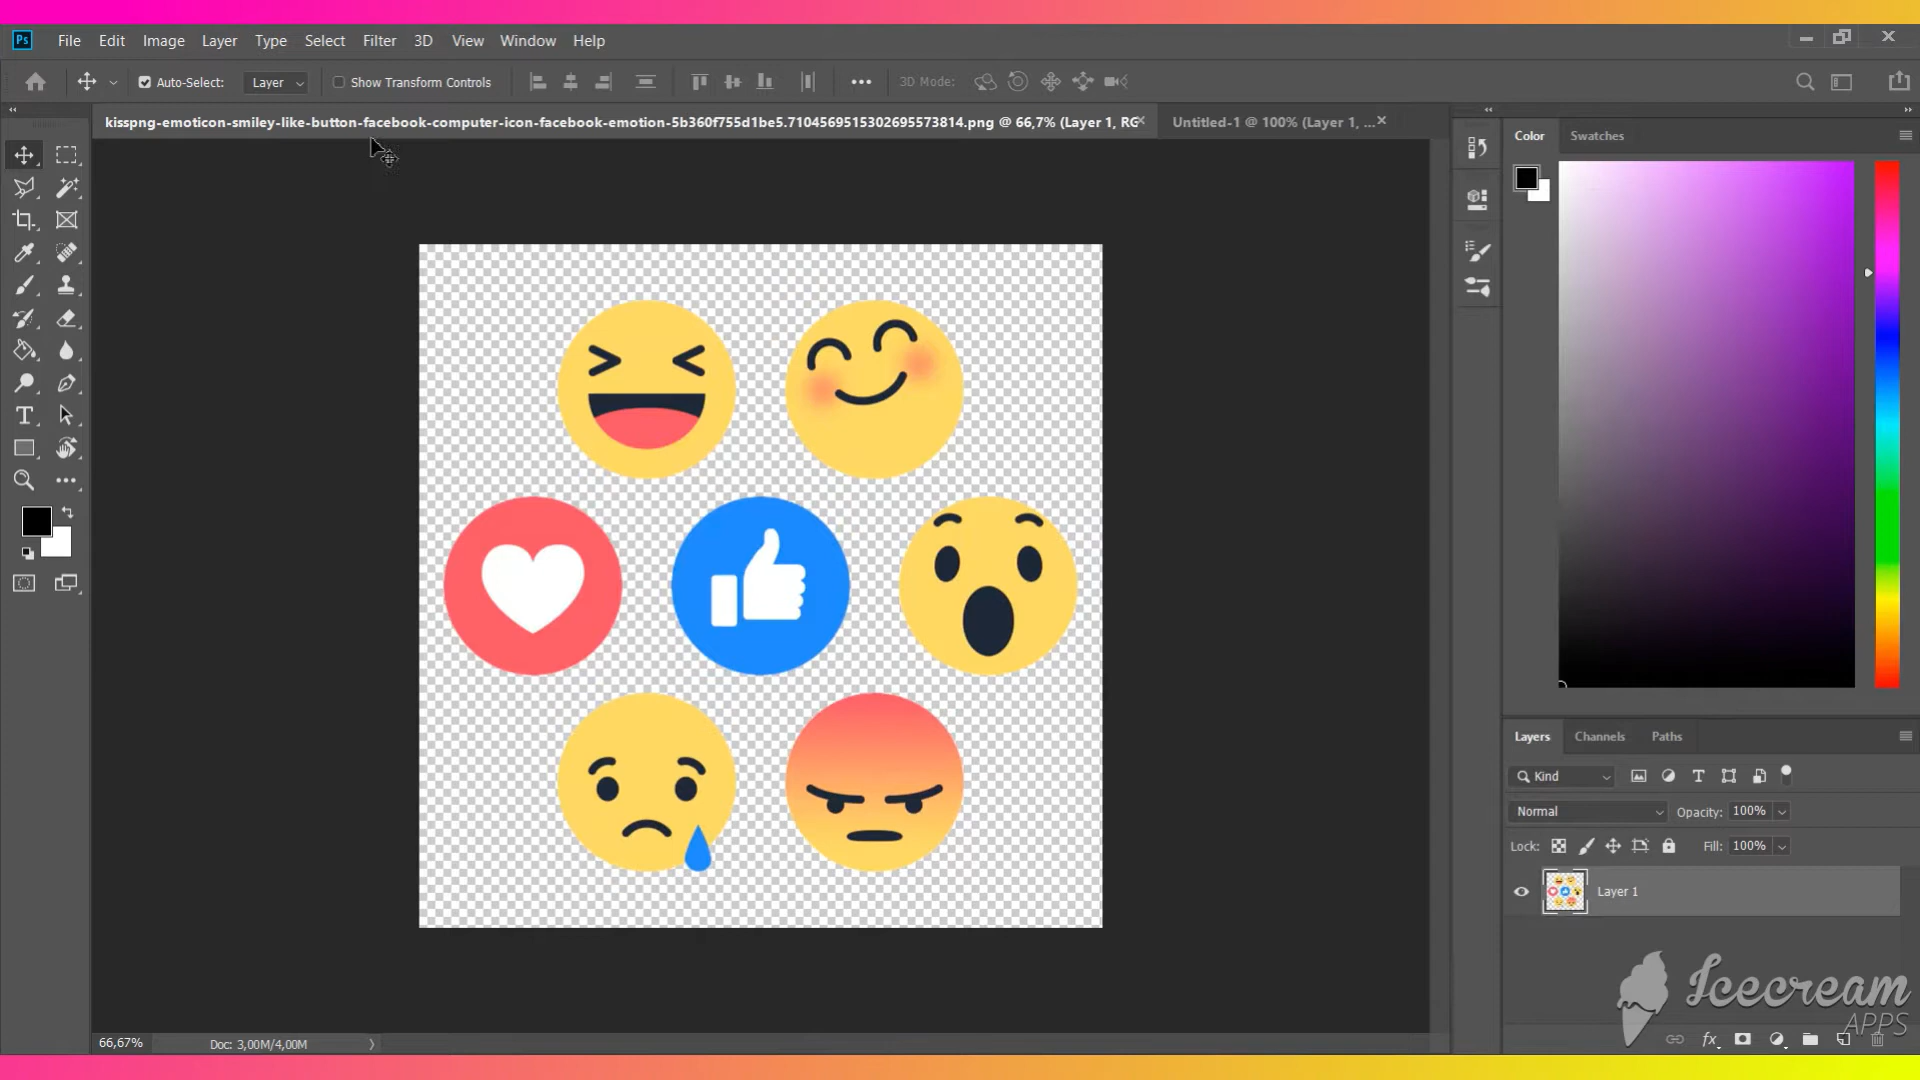 Ps File Edit Image Layer Type Select Filter 3D View Window Help
Auto-Select: Layer Show Transform Controls 3D Mode:
kisspng-emoticon-smiley-like-button-facebook-computer-icon-facebook-emotion-5b360f755d1be5.7104569515302695573814.png @ 66,7% (Layer 1, RG Untitled-1 @ 100% (Layer 1, ...
Color Swatches
Layers Channels Paths
Kind
Normal Opacity: 100%
Lock: Fill: 100%
Layer 1
Icecream
APPS
fx
66,67% Doc: 3,00M/4,00M